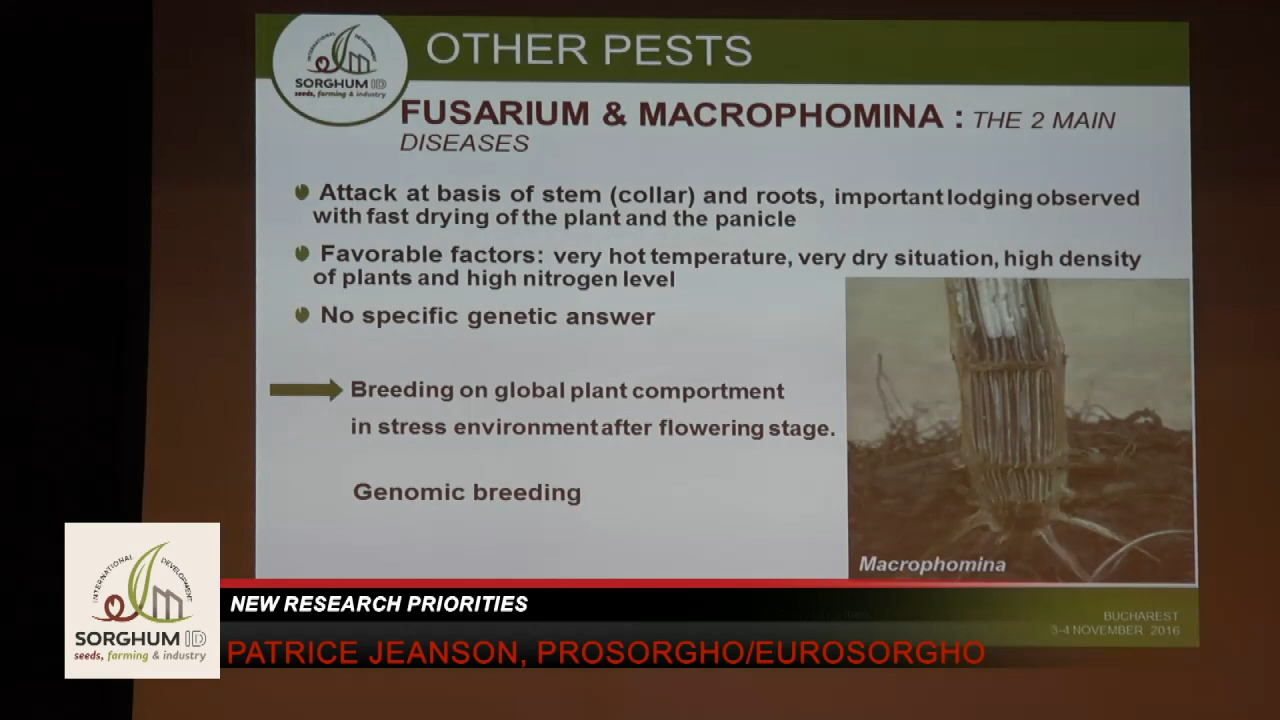 OTHER PESTS
INTERNATIONAL DEVELOPMENT
SORGHUM ID
seeds, farming & industry
FUSARIUM & MACROPHOMINA : THE 2 MAIN
DISEASES
Attack at basis of stem (collar) and roots, important lodging observed
with fast drying of the plant and the panicle
Favorable factors: very hot temperature, very dry situation, high density
of plants and high nitrogen level
No specific genetic answer
Breeding on global plant comportment
in stress environment after flowering stage.
Genomic breeding
Macrophomina
BUCHAREST
3-4 NOVEMBER 2016
INTERNATIONAL DEVELOPMENT
SORGHUM ID
seeds, farming & industry
NEW RESEARCH PRIORITIES
PATRICE JEANSON, PROSORGHO/EUROSORGHO